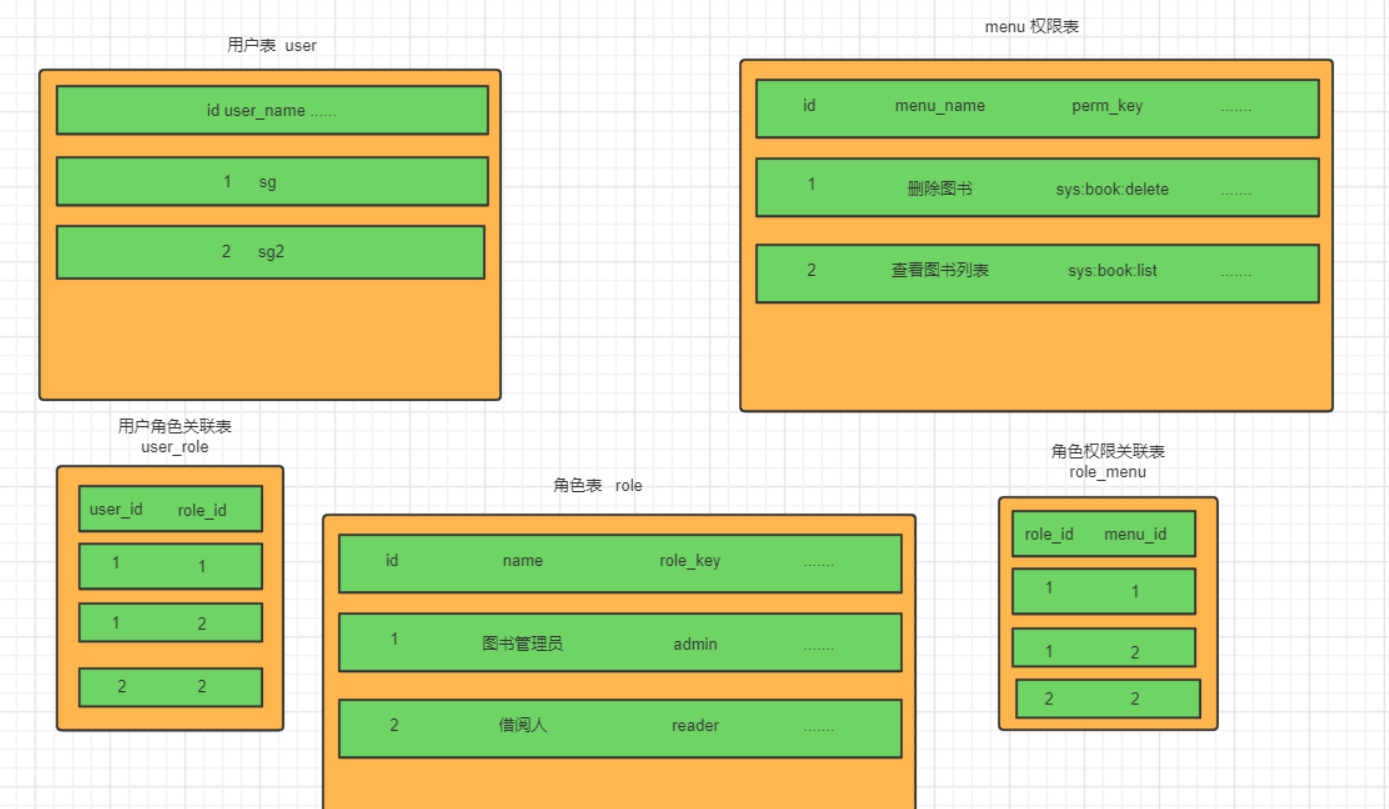 用户表 user
id user_name ......
1 sg
2 sg2
menu 权限表
id menu_name perm_key .......
1 删除图书 sys:book:delete .......
2 查看图书列表 sys:book:list .......
用户角色关联表
user_role
user_id role_id
1 1
1 2
2 2
角色表 role
id name role_key .......
1 图书管理员 admin .......
2 借阅人 reader .......
角色权限关联表
role_menu
role_id menu_id
1 1
1 2
2 2